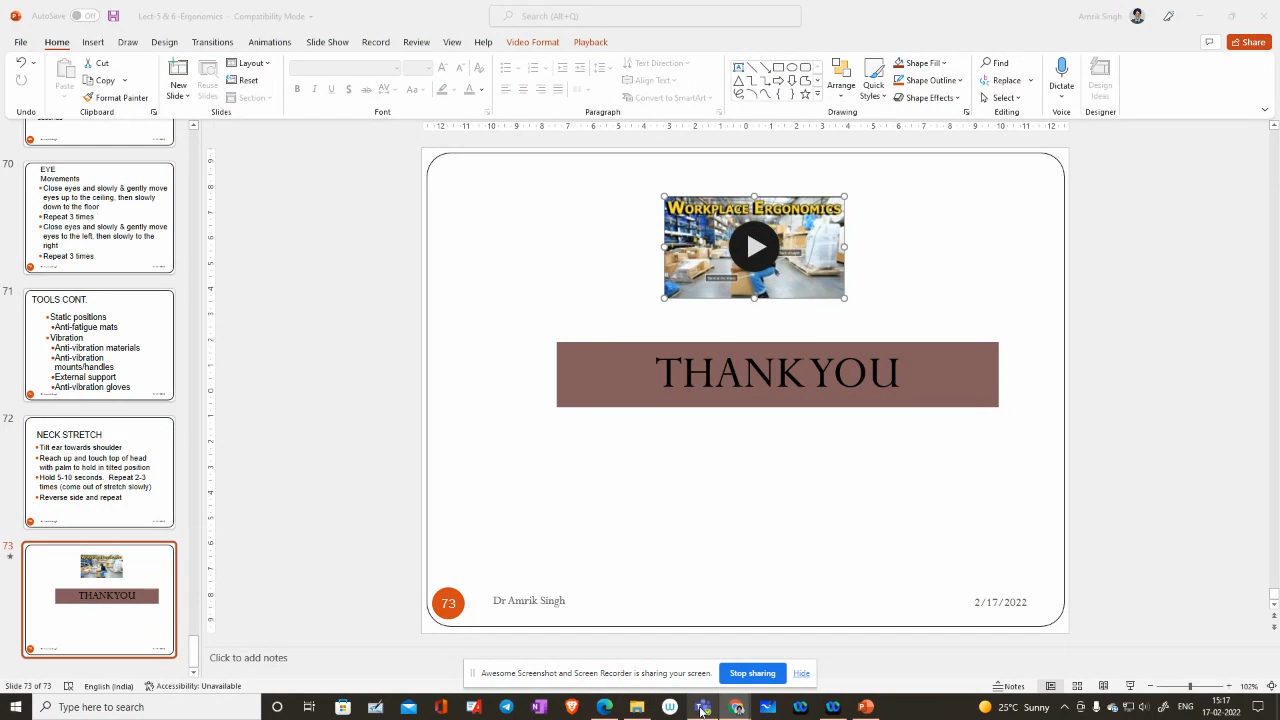 AutoSave Off Lect-5 & 6 -Ergonomics - Compatibility Mode Search (Alt+Q) Amrik Singh
File Home Insert Draw Design Transitions Animations Slide Show Record Review View Help Video Format Playback Share
Paste Cut Copy Format Painter New Slide Reuse Slides Layout Reset Section Text Direction Align Text Convert to SmartArt Arrange Quick Styles Shape Fill Shape Outline Shape Effects Find Replace Select Dictate Design Ideas
Undo Clipboard Slides Font Paragraph Drawing Editing Voice Designer
70
EYE
Movements
Close eyes and slowly & gently move
eyes up to the ceiling, then slowly
down to the floor
Repeat 3 times
Close eyes and gently & gently move
eyes to the left, then slowly to the
right
Repeat 3 times
71
TOOLS CONT.
Static positions
Anti-fatigue mats
Vibration
Anti-vibration materials
Anti-vibration
mounts/handles
External support
Anti-vibration gloves
72
NECK STRETCH
Tilt ear towards shoulder
Reach up and touch top of head
with palm to hold in tilted position
Hold 5-10 seconds. Repeat 2-3
times (come out of stretch slowly)
Reverse side and repeat
73
THANK YOU
WORKPLACE ERGONOMICS
THANK YOU
73 Dr Amrik Singh 2/17/2022
Click to add notes
Awesome Screenshot and Screen Recorder is sharing your screen. Stop sharing Hide
Slide 73 of 73 English (India) Accessibility: Unavailable Notes 102%
Type here to search 25°C Sunny ENG 15:17
17-02-2022